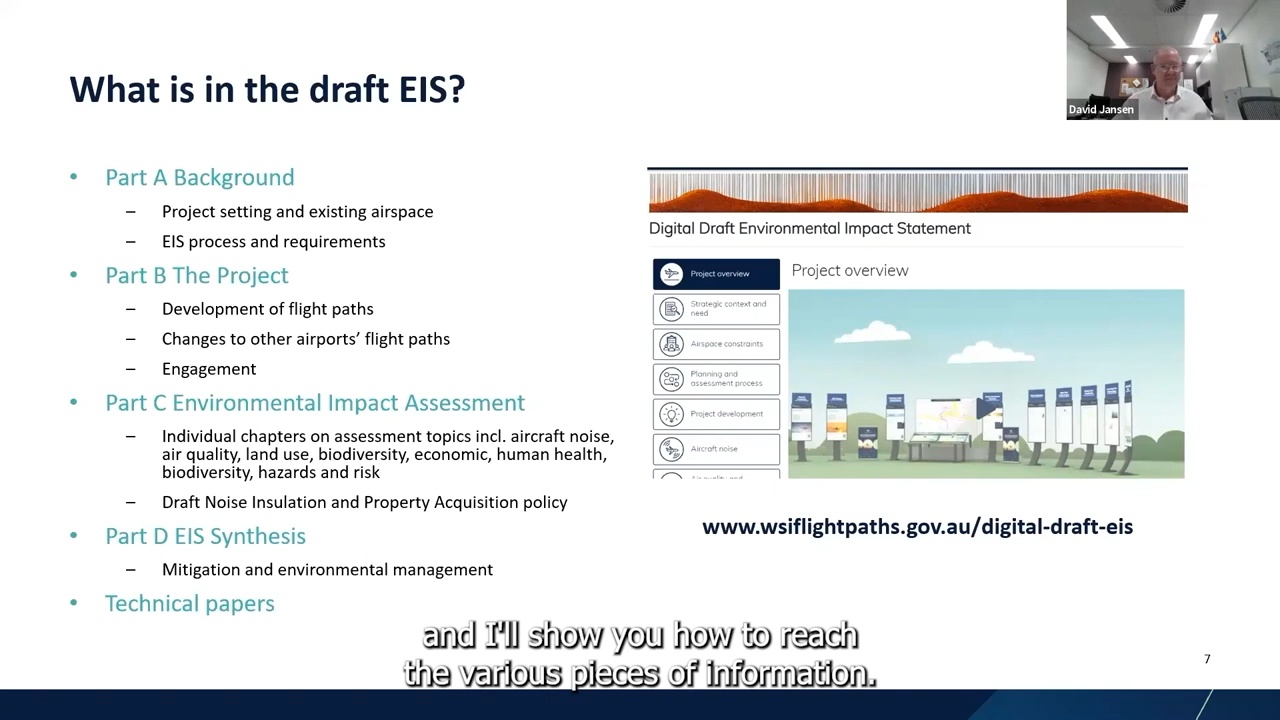 What is in the draft EIS?
David Jansen
• Part A Background
– Project setting and existing airspace
– EIS process and requirements
• Part B The Project
– Development of flight paths
– Changes to other airports’ flight paths
– Engagement
• Part C Environmental Impact Assessment
– Individual chapters on assessment topics incl. aircraft noise,
air quality, land use, biodiversity, economic, human health,
biodiversity, hazards and risk
– Draft Noise Insulation and Property Acquisition policy
• Part D EIS Synthesis
– Mitigation and environmental management
• Technical papers
Digital Draft Environmental Impact Statement
Project overview
Strategic context and
need
Airspace constraints
Planning and
assessment process
Project development
Aircraft noise
Project overview
www.wsiflightpaths.gov.au/digital-draft-eis
and I'll show you how to reach
the various pieces of information.
7